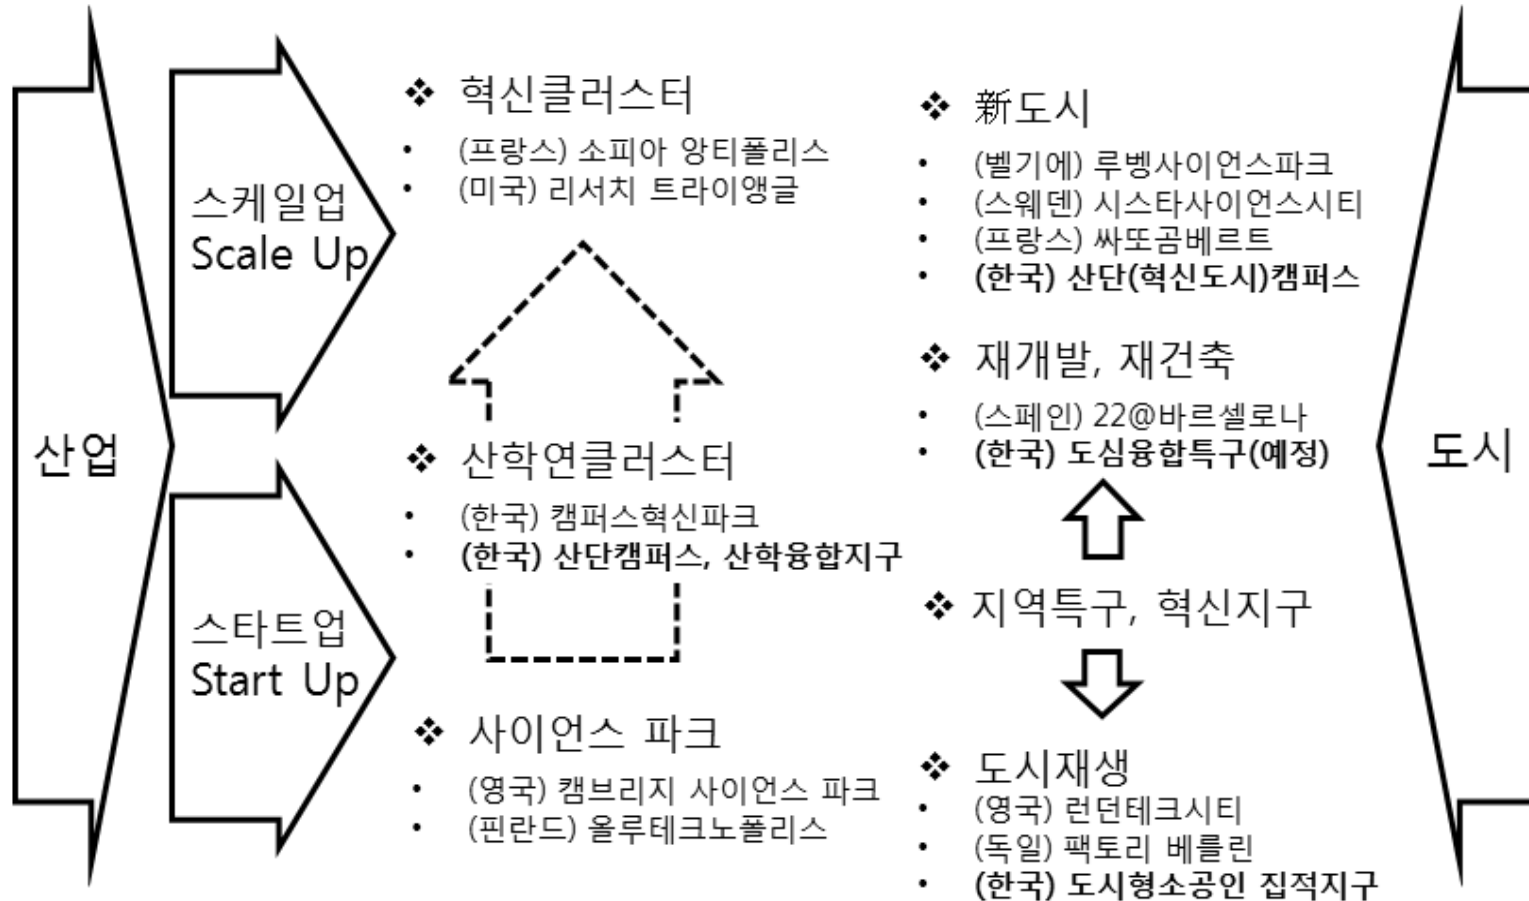 산업
스케일업
Scale Up
스타트업
Start Up
❖ 혁신클러스터
• (프랑스) 소피아 앙티폴리스
• (미국) 리서치 트라이앵글
❖ 산학연클러스터
• (한국) 캠퍼스혁신파크
• (한국) 산단캠퍼스, 산학융합지구
❖ 사이언스 파크
• (영국) 캠브리지 사이언스 파크
• (핀란드) 올루테크노폴리스
❖ 新도시
• (벨기에) 루벵사이언스파크
• (스웨덴) 시스타사이언스시티
• (프랑스) 싸또곰베르트
• (한국) 산단(혁신도시)캠퍼스
❖ 재개발, 재건축
• (스페인) 22@바르셀로나
• (한국) 도심융합특구(예정)
❖ 지역특구, 혁신지구
❖ 도시재생
• (영국) 런던테크시티
• (독일) 팩토리 베를린
• (한국) 도시형소공인 집적지구
도시